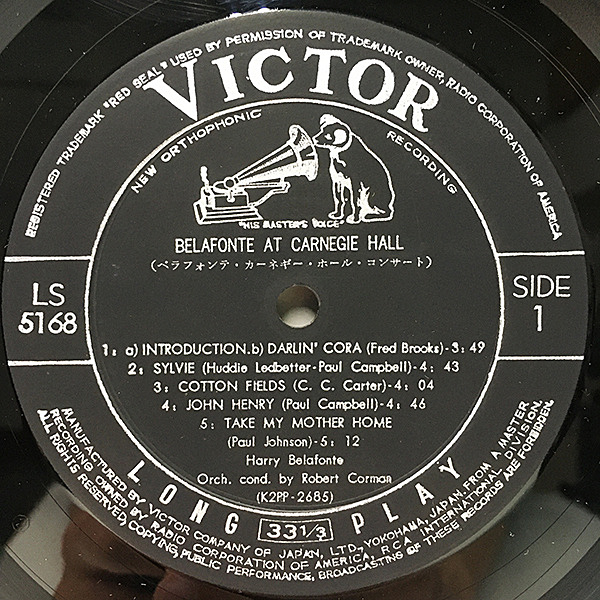 REGISTERED TRADEMARK "RED SEAL" USED BY PERMISSION OF TRADEMARK OWNER, RADIO CORPORATION OF AMERICA
VICTOR
NEW ORTHOPHONIC RECORDING
"HIS MASTER'S VOICE"
BELAFONTE AT CARNEGIE HALL
(ベラフォンテ・カーネギー・ホール・コンサート)
LS
5168
SIDE
1
1: a) INTRODUCTION. b) DARLIN' CORA (Fred Brooks)-3: 49
2: SYLVIE (Huddie Ledbetter-Paul Campbell)-4: 43
3: COTTON FIELDS (C. C. Carter)-4: 04
4: JOHN HENRY (Paul Campbell)-4: 46
5: TAKE MY MOTHER HOME
(Paul Johnson)-5: 12
Harry Belafonte
Orch. cond. by Robert Corman
(K2PP-2685)
LONG 33 1/3 PLAY
MANUFACTURED BY VICTOR COMPANY OF JAPAN, LTD., YOKOHAMA, JAPAN, FROM A MASTER
RECORDING OWNED BY RADIO CORPORATION OF AMERICA, RCA INTERNATIONAL DIVISION.
ALL RIGHTS RESERVED, COPYING, PUBLIC PERFORMANCE, BROADCASTING OF THESE RECORDS ARE FORBIDDEN.